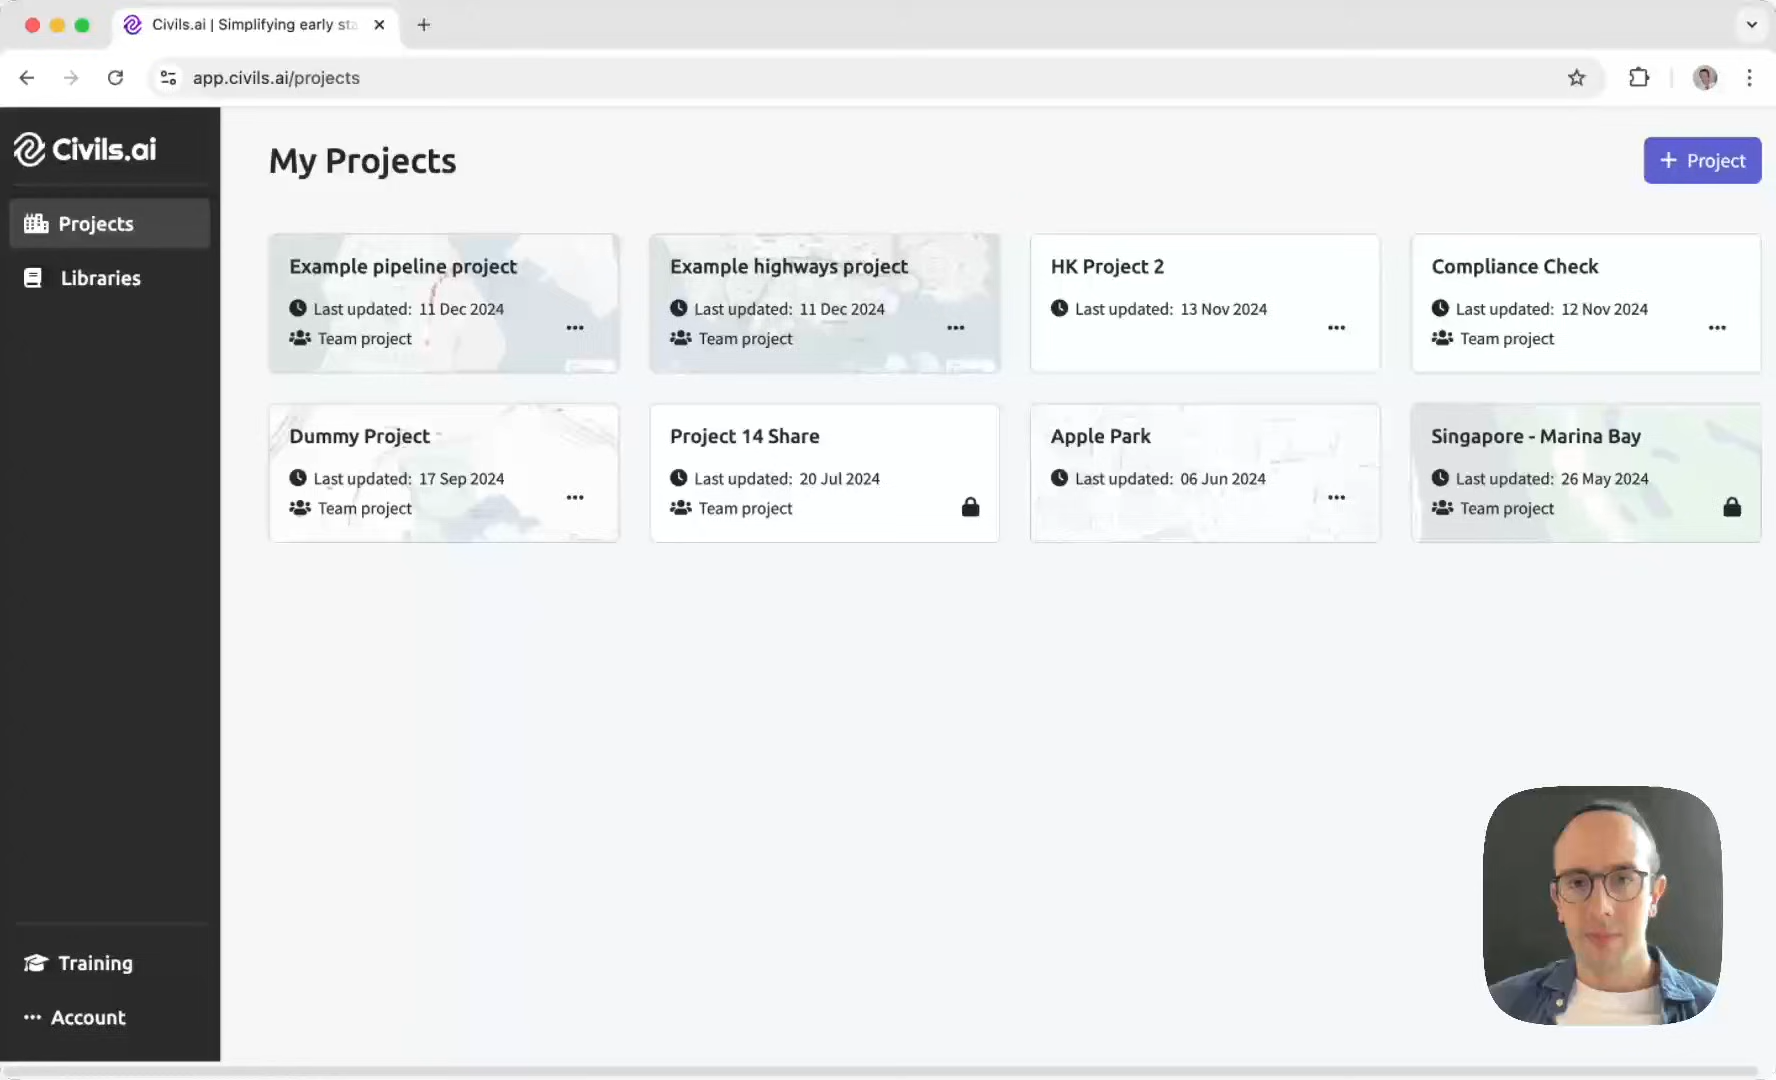 Civils.ai | Simplifying early sta
app.civils.ai/projects
Civils.ai
Projects
Libraries
Training
Account
My Projects
Project
Example pipeline project
Last updated: 11 Dec 2024
Team project
Example highways project
Last updated: 11 Dec 2024
Team project
HK Project 2
Last updated: 13 Nov 2024
Compliance Check
Last updated: 12 Nov 2024
Team project
Dummy Project
Last updated: 17 Sep 2024
Team project
Project 14 Share
Last updated: 20 Jul 2024
Team project
Apple Park
Last updated: 06 Jun 2024
Singapore - Marina Bay
Last updated: 26 May 2024
Team project